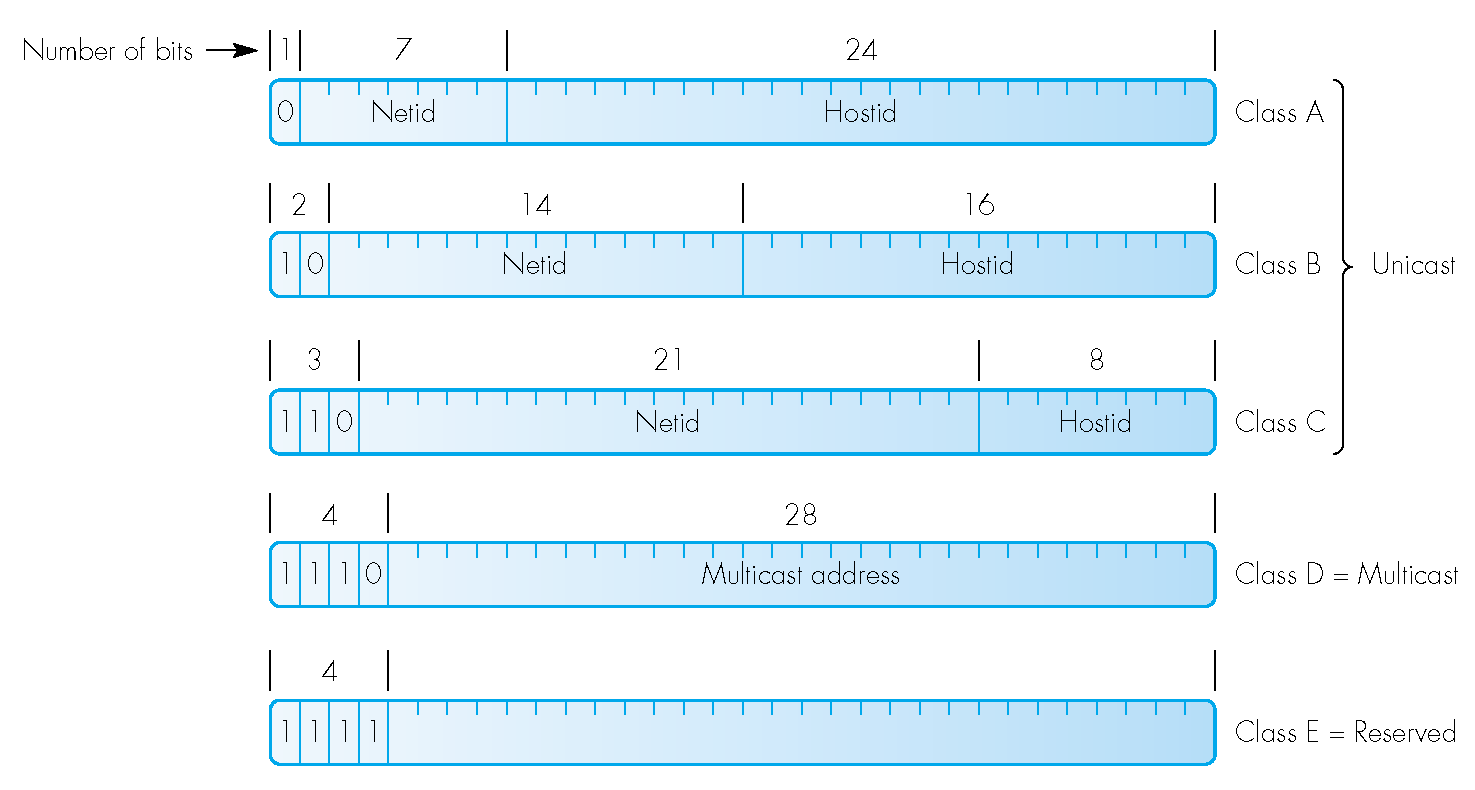 Number of bits 1 7 24
0 Netid Hostid Class A
2 14 16
1 0 Netid Hostid Class B Unicast
3 21 8
1 1 0 Netid Hostid Class C
4 28
1 1 1 0 Multicast address Class D = Multicast
4
1 1 1 1 Class E = Reserved